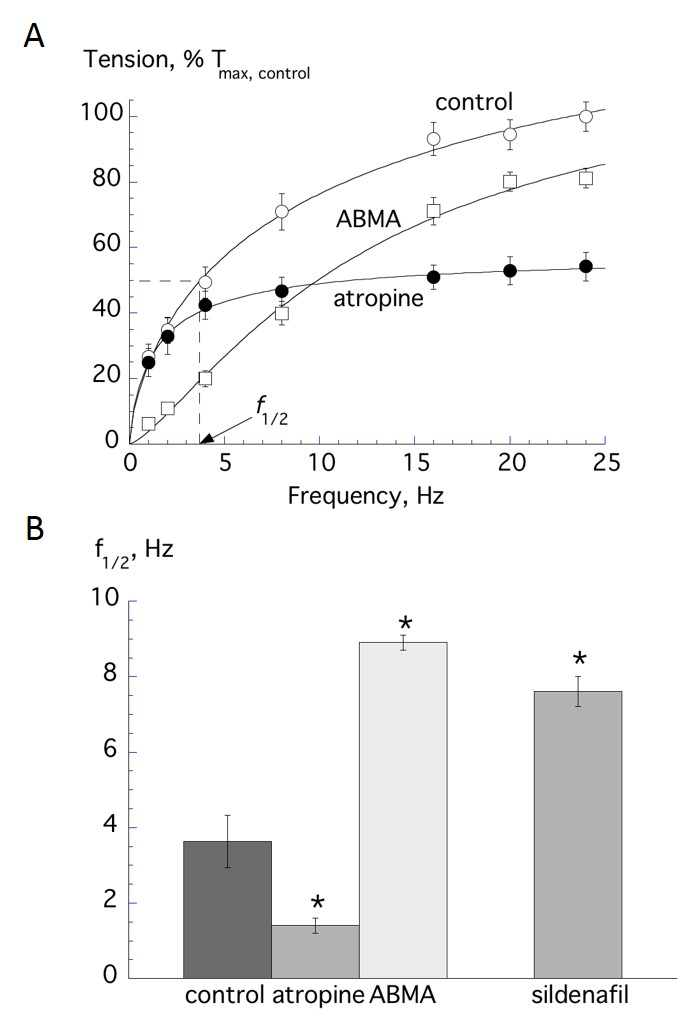 A
Tension, % Tmax, control
control
100
80
ABMA
60
atropine
40
20
f1/2
0
0 5 10 15 20 25
Frequency, Hz
B
f1/2, Hz
10
*
*
8
6
4
*
2
0
control atropine ABMA sildenafil